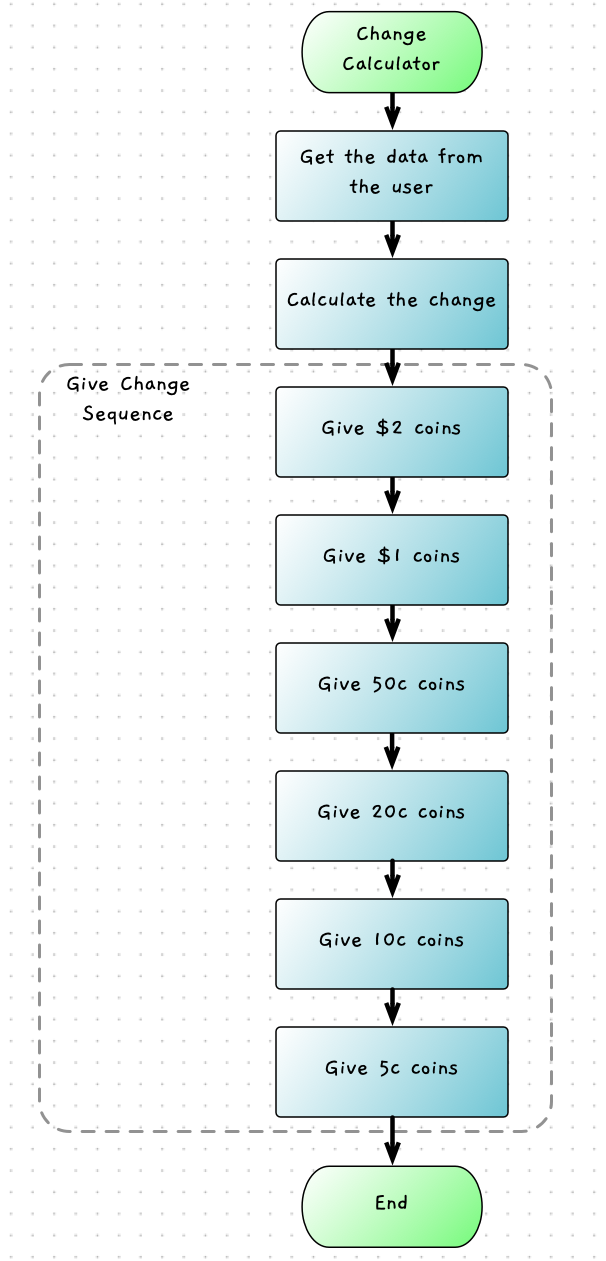 Change
Calculator
Get the data from
the user
Calculate the change
Give Change
Sequence
Give $2 coins
Give $1 coins
Give 50c coins
Give 20c coins
Give 10c coins
Give 5c coins
End